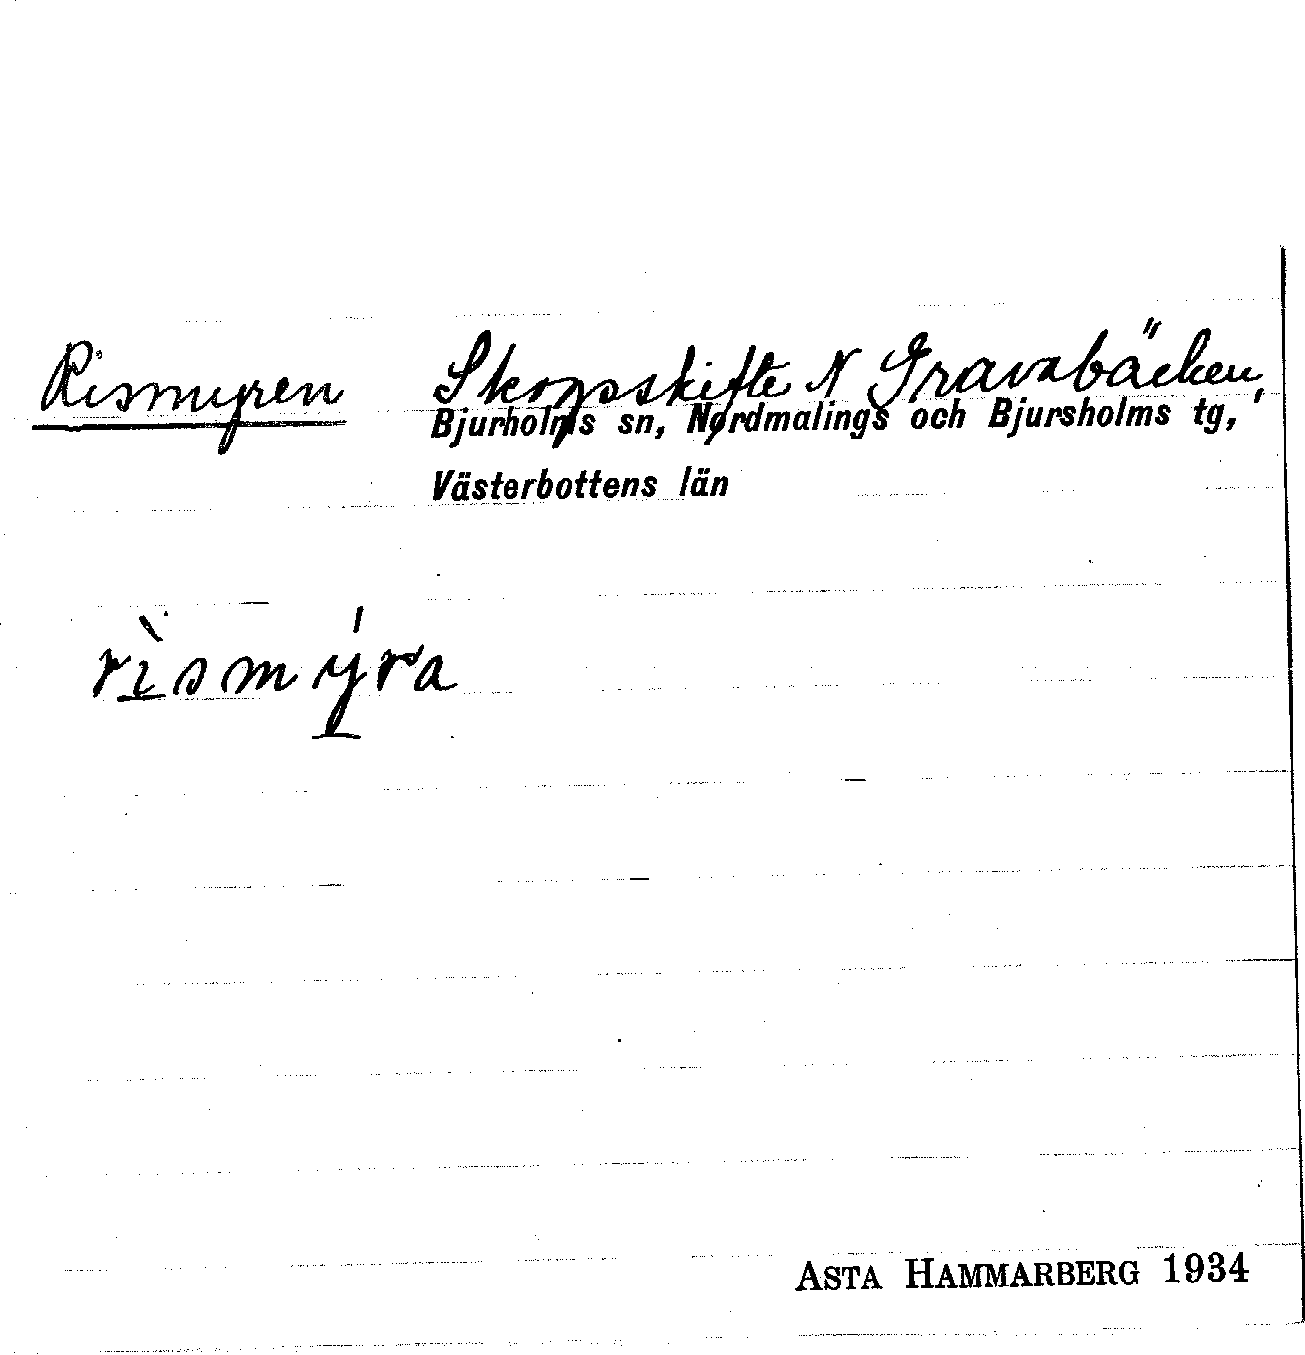 Rismyren Skogsskifte N Gravabäcken,
Bjurholms sn, Nordmalings och Bjursholms tg,
Västerbottens län
rìsmýra
ASTA HAMMARBERG 1934